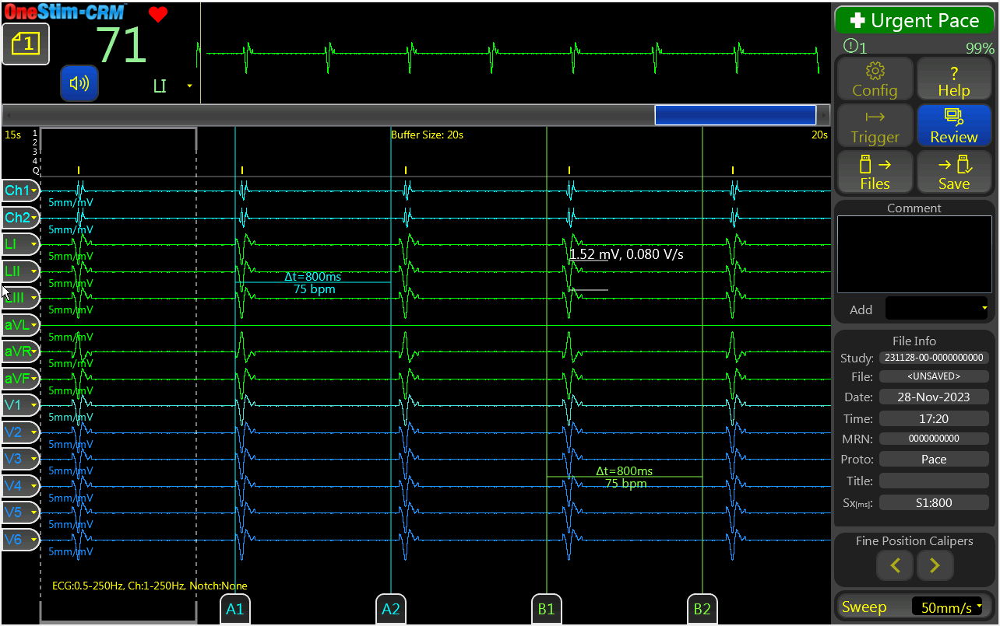 OneStim-CRM™
1
71
LI
Urgent Pace
1
99%
Config
? Help
Trigger
Review
Files
Save
15s
1
2
3
4
Q
Buffer Size: 20s
20s
Ch1
5mm/mV
Ch2
5mm/mV
LI
5mm/mV
1.52 mV, 0.080 V/s
LII
5mm/mV
Δt=800ms
75 bpm
LIII
5mm/mV
aVL
5mm/mV
aVR
5mm/mV
aVF
5mm/mV
V1
5mm/mV
V2
5mm/mV
V3
5mm/mV
Δt=800ms
75 bpm
V4
5mm/mV
V5
5mm/mV
V6
5mm/mV
ECG:0.5-250Hz, Ch:1-250Hz, Notch:None
A1
A2
B1
B2
Comment
Add
File Info
Study: 231128-00-0000000000
File: <UNSAVED>
Date: 28-Nov-2023
Time: 17:20
MRN: 0000000000
Proto: Pace
Title:
Sx[ms]: S1:800
Fine Position Calipers
Sweep 50mm/s